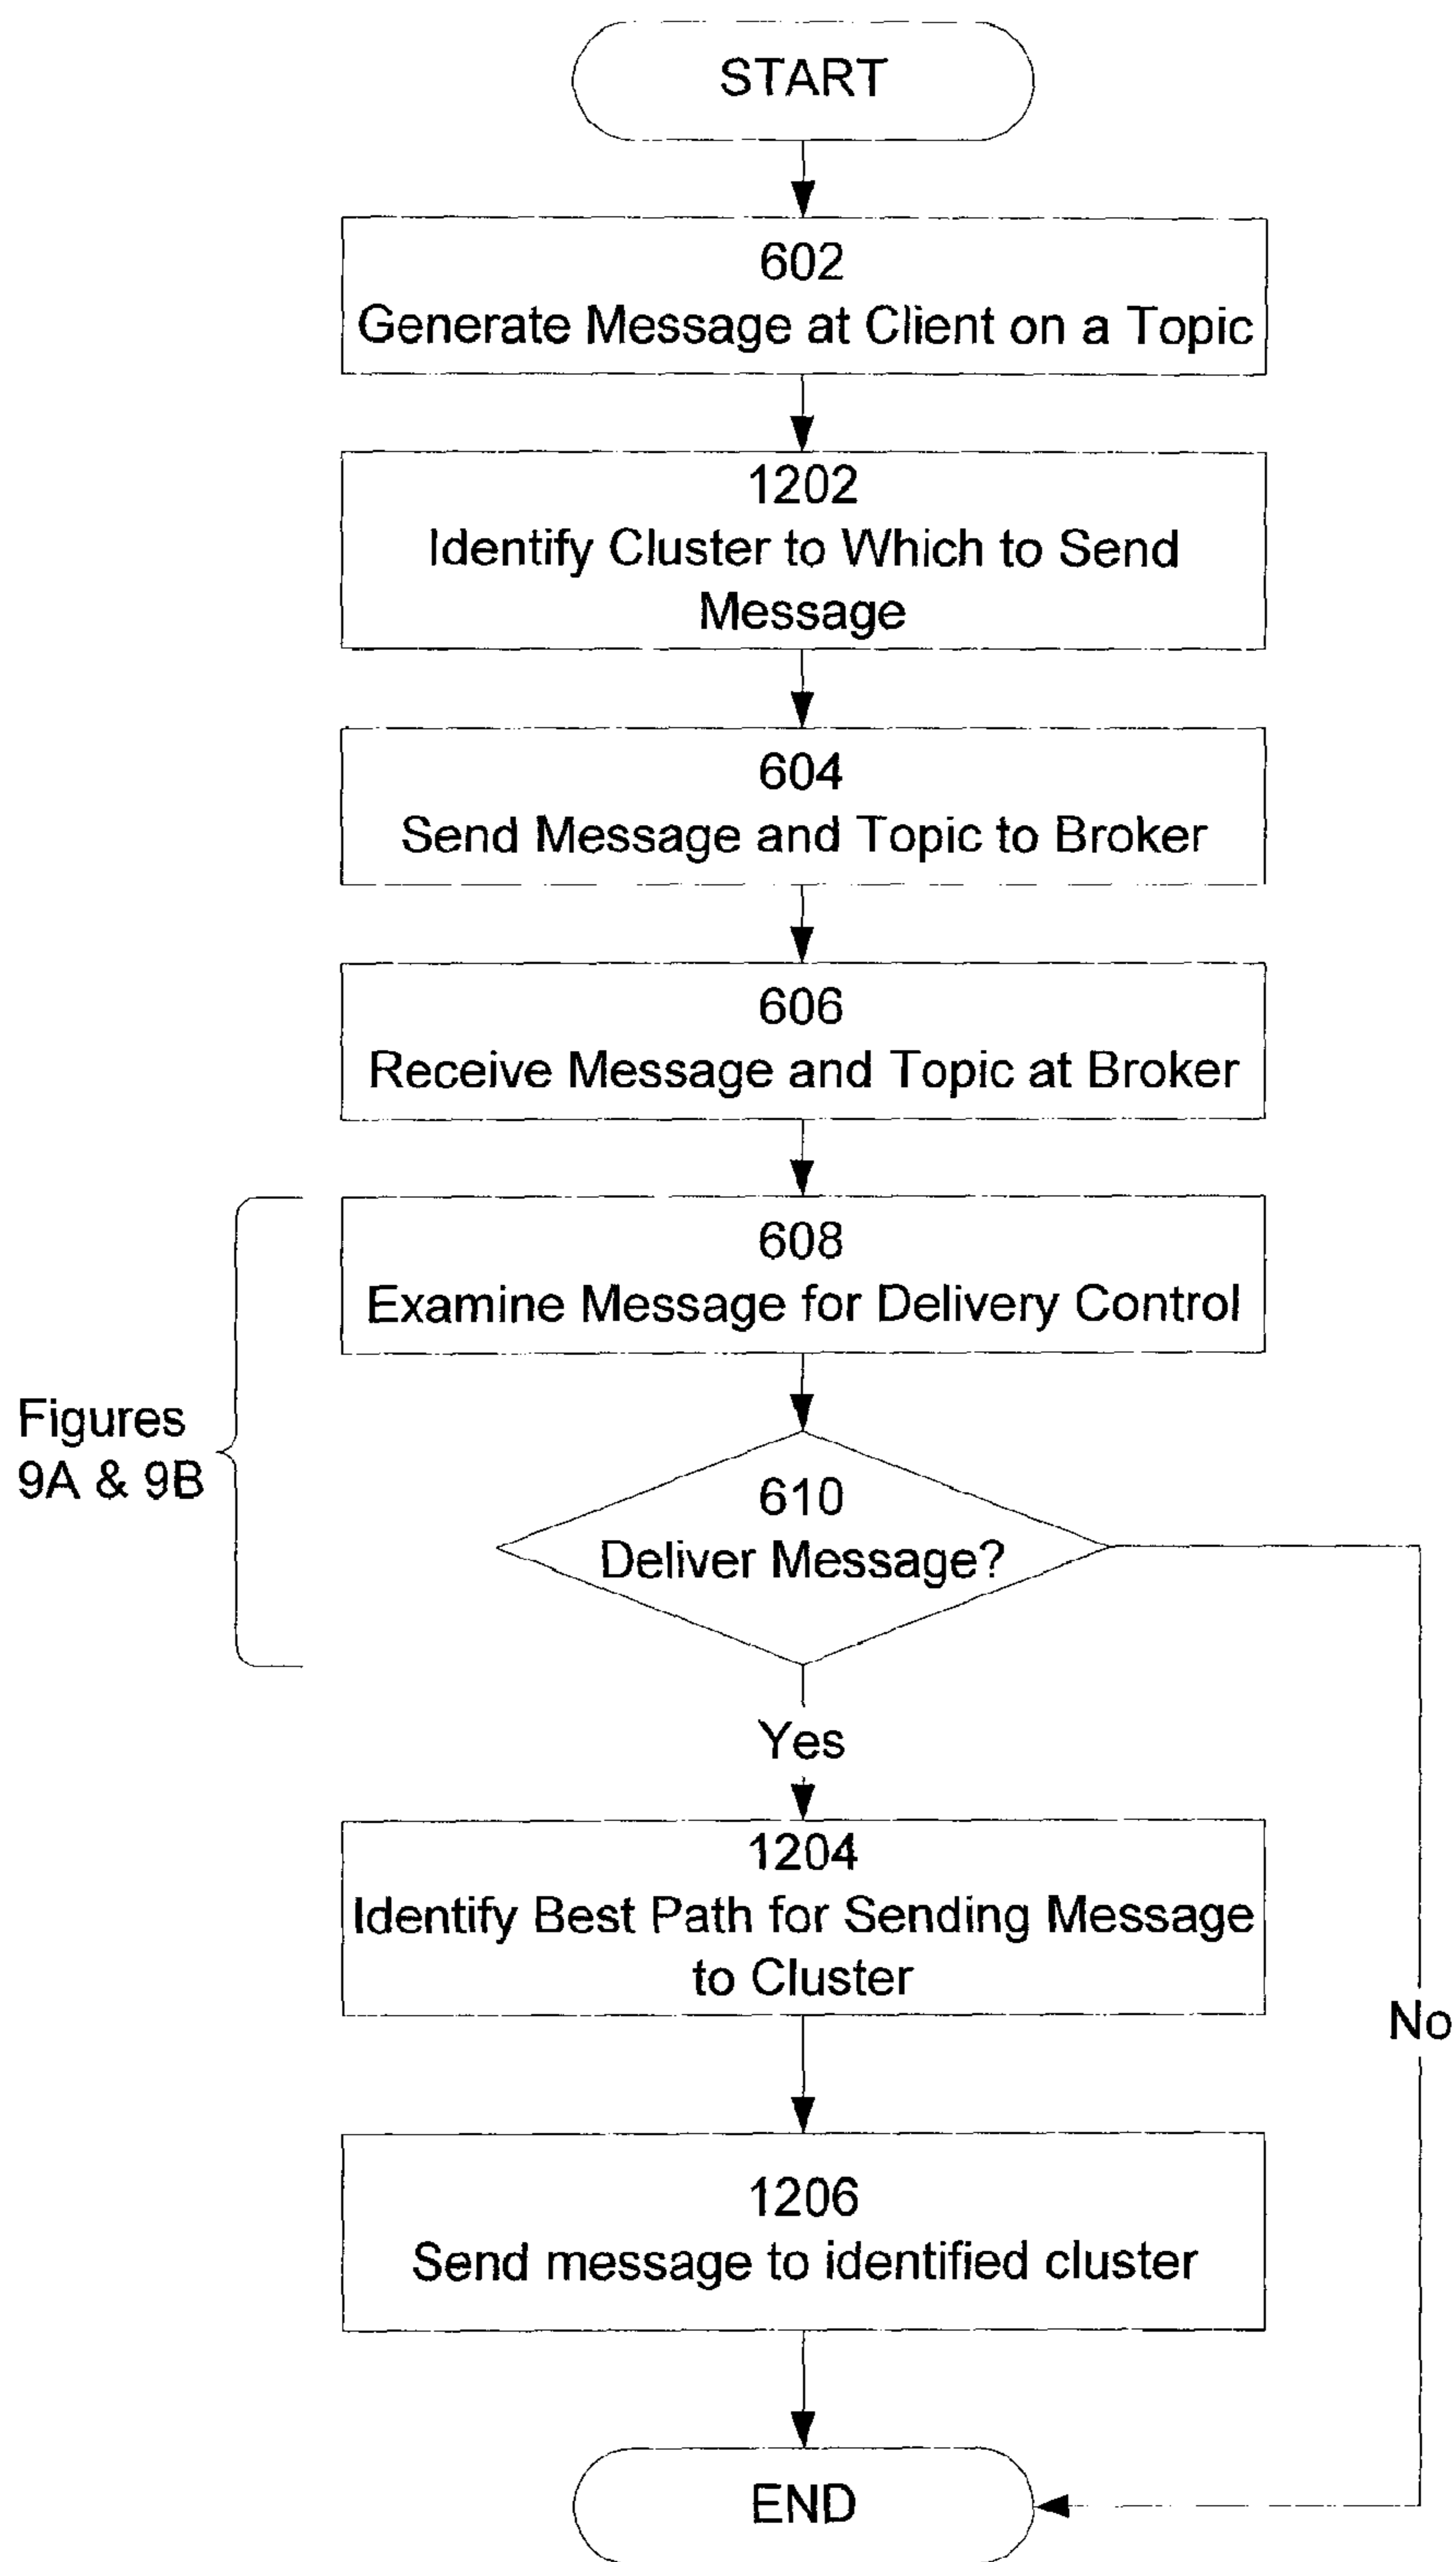 START
602
Generate Message at Client on a Topic
1202
Identify Cluster to Which to Send
Message
604
Send Message and Topic to Broker
606
Receive Message and Topic at Broker
608
Examine Message for Delivery Control
Figures
9A & 9B
610
Deliver Message?
Yes
1204
Identify Best Path for Sending Message
to Cluster
No
1206
Send message to identified cluster
END